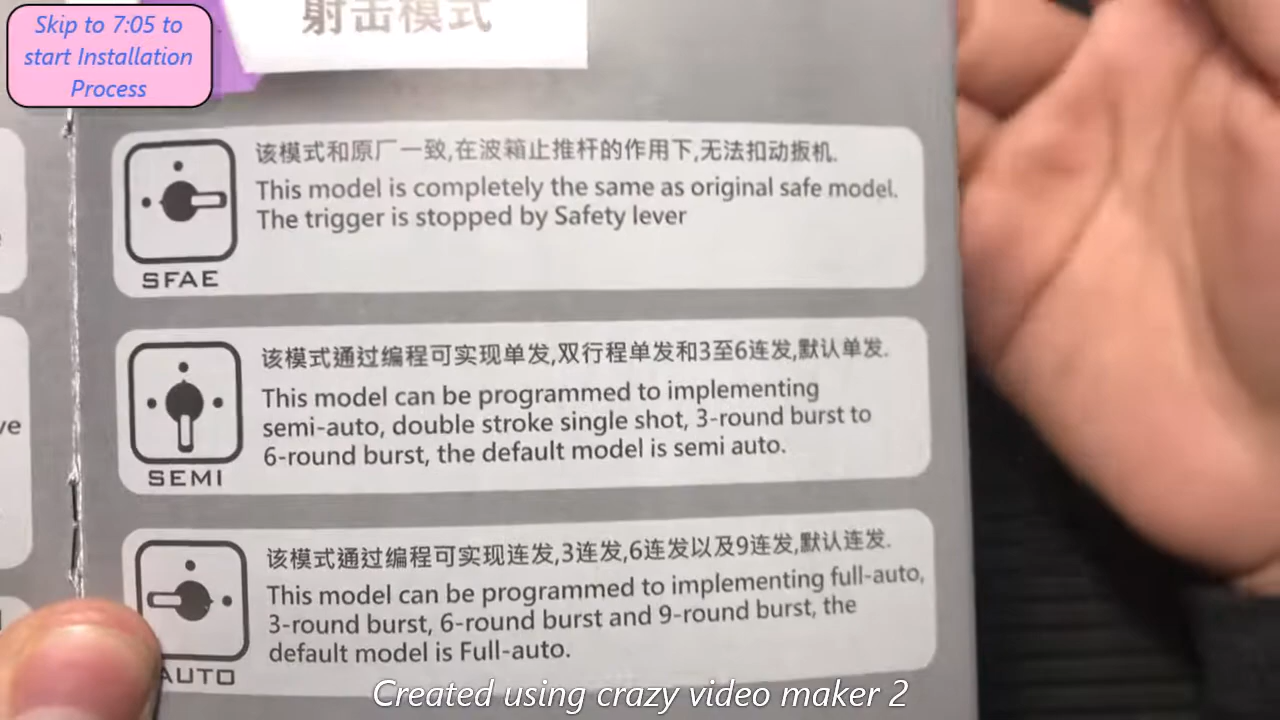 Skip to 7:05 to
start Installation
Process
射击模式
该模式和原厂一致,在波箱止推杆的作用下,无法扣动扳机.
This model is completely the same as original safe model.
The trigger is stopped by Safety lever
SFAE
该模式通过编程可实现单发,双行程单发和3至6连发,默认单发.
This model can be programmed to implementing
semi-auto, double stroke single shot, 3-round burst to
6-round burst, the default model is semi auto.
SEMI
该模式通过编程可实现连发,3连发,6连发以及9连发,默认连发.
This model can be programmed to implementing full-auto,
3-round burst, 6-round burst and 9-round burst, the
default model is Full-auto.
AUTO
Created using crazy video maker 2